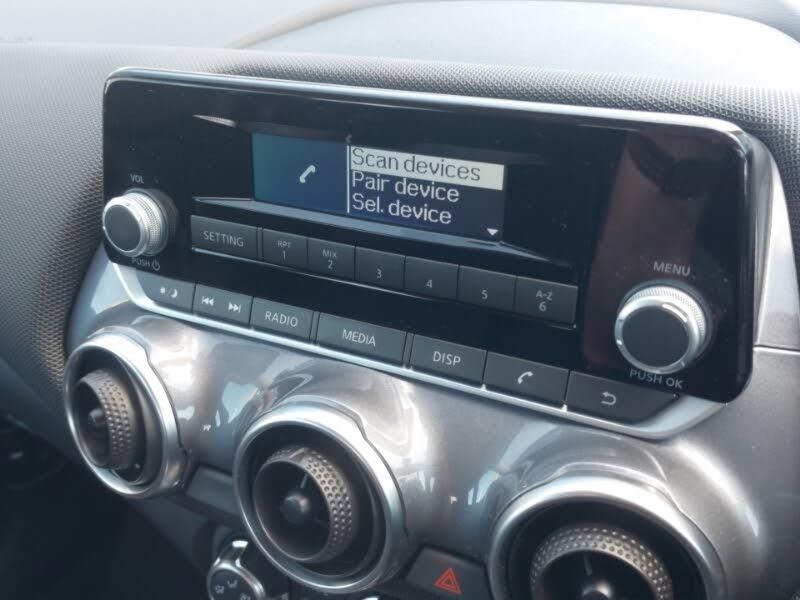 VOL
PUSH
Scan devices
Pair device
Sel. device
SETTING
RPT
1
MIX
2
3
4
5
A-Z
6
RADIO
MEDIA
DISP
MENU
PUSH OK